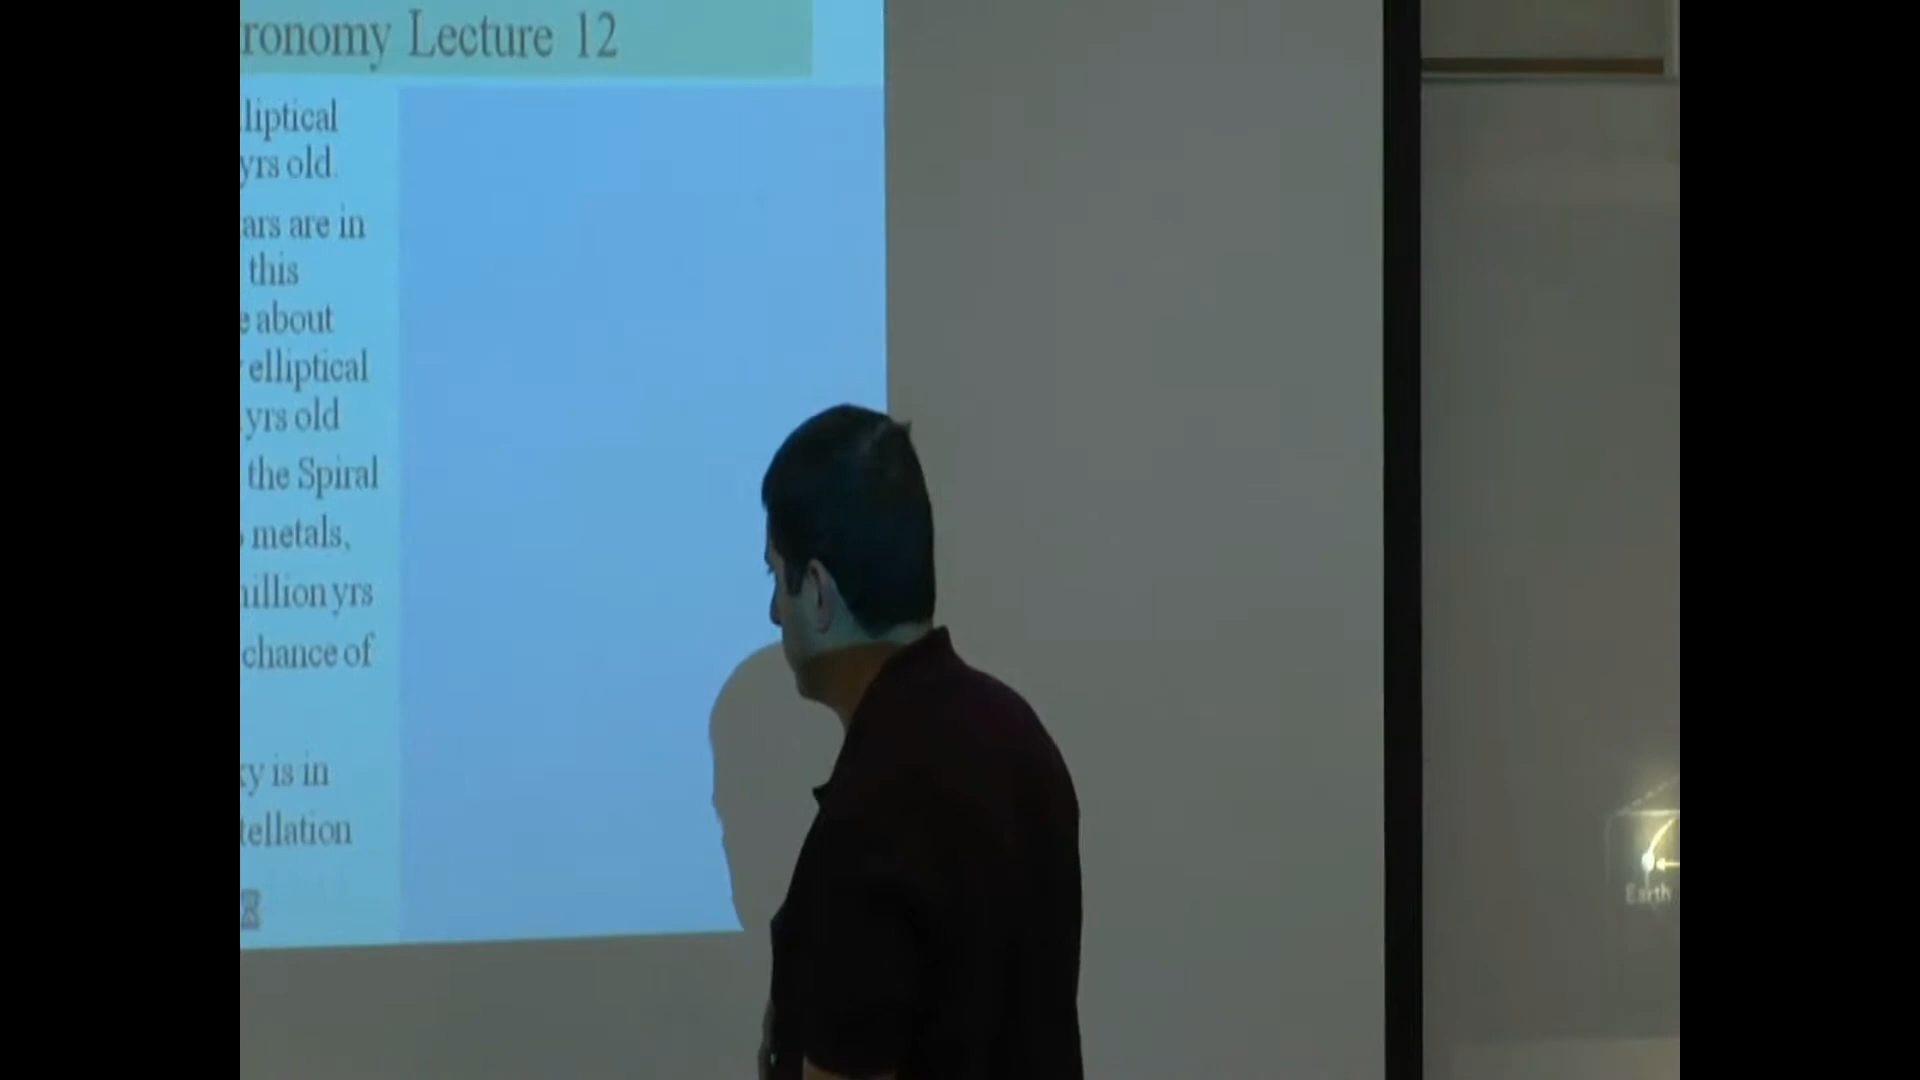 ronomy Lecture 12
liptical
yrs old.
ars are in
this
e about
elliptical
yrs old
the Spiral
metals,
illion yrs
chance of
y is in
tellation
Earth